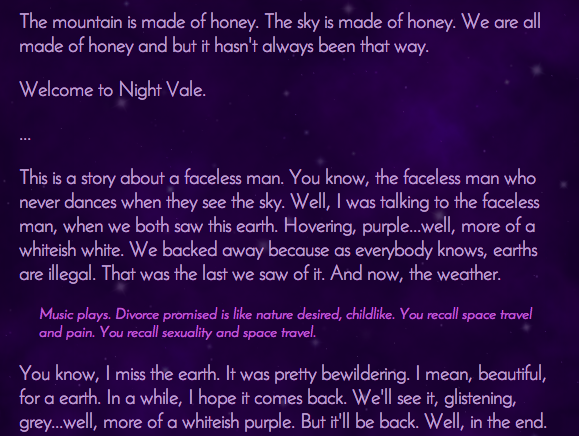 The mountain is made of honey. The sky is made of honey. We are all
made of honey and but it hasn't always been that way.
Welcome to Night Vale.
...
This is a story about a faceless man. You know, the faceless man who
never dances when they see the sky. Well, I was talking to the faceless
man, when we both saw this earth. Hovering, purple...well, more of a
whiteish white. We backed away because as everybody knows, earths
are illegal. That was the last we saw of it. And now, the weather.
Music plays. Divorce promised is like nature desired, childlike. You recall space travel
and pain. You recall sexuality and space travel.
You know, I miss the earth. It was pretty bewildering. I mean, beautiful,
for a earth. In a while, I hope it comes back. We'll see it, glistening,
grey...well, more of a whiteish purple. But it'll be back. Well, in the end.